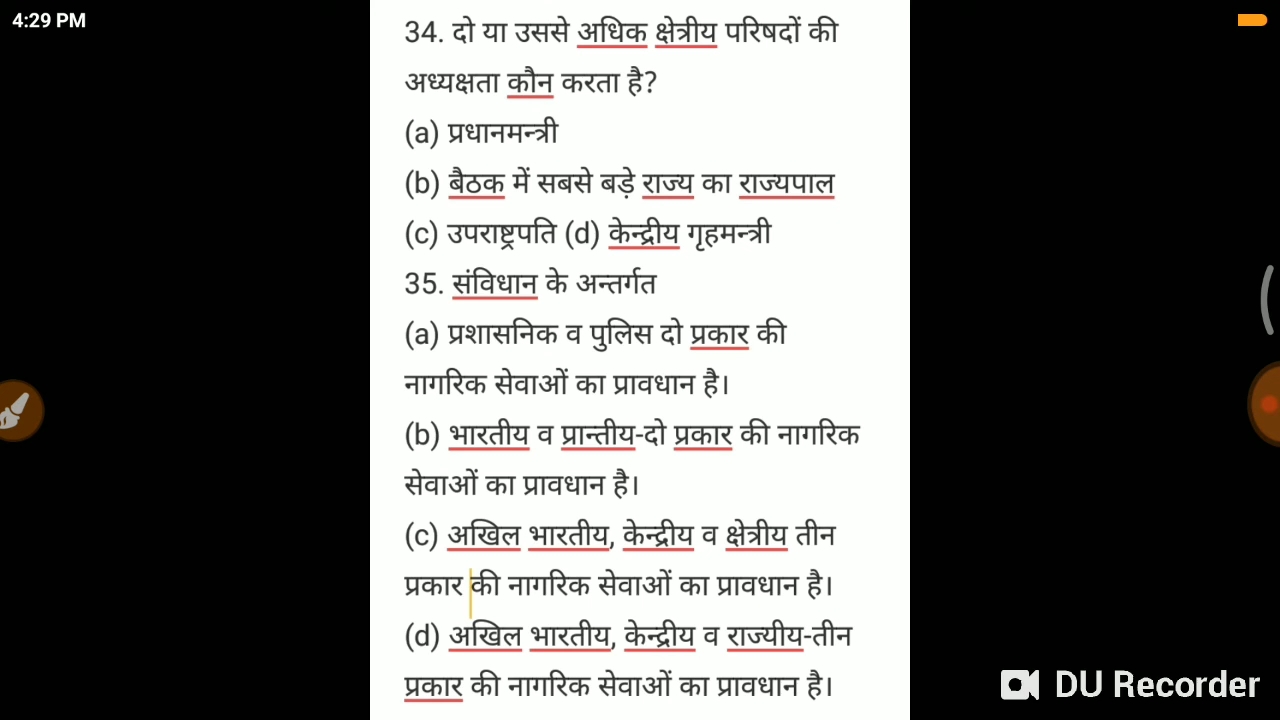 4:29 PM
34. दो या उससे अधिक क्षेत्रीय परिषदों की
अध्यक्षता कौन करता है?
(a) प्रधानमन्त्री
(b) बैठक में सबसे बड़े राज्य का राज्यपाल
(c) उपराष्ट्रपति (d) केन्द्रीय गृहमन्त्री
35. संविधान के अन्तर्गत
(a) प्रशासनिक व पुलिस दो प्रकार की
नागरिक सेवाओं का प्रावधान है।
(b) भारतीय व प्रान्तीय-दो प्रकार की नागरिक
सेवाओं का प्रावधान है।
(c) अखिल भारतीय, केन्द्रीय व क्षेत्रीय तीन
प्रकार की नागरिक सेवाओं का प्रावधान है।
(d) अखिल भारतीय, केन्द्रीय व राज्यीय-तीन
प्रकार की नागरिक सेवाओं का प्रावधान है।
DU Recorder